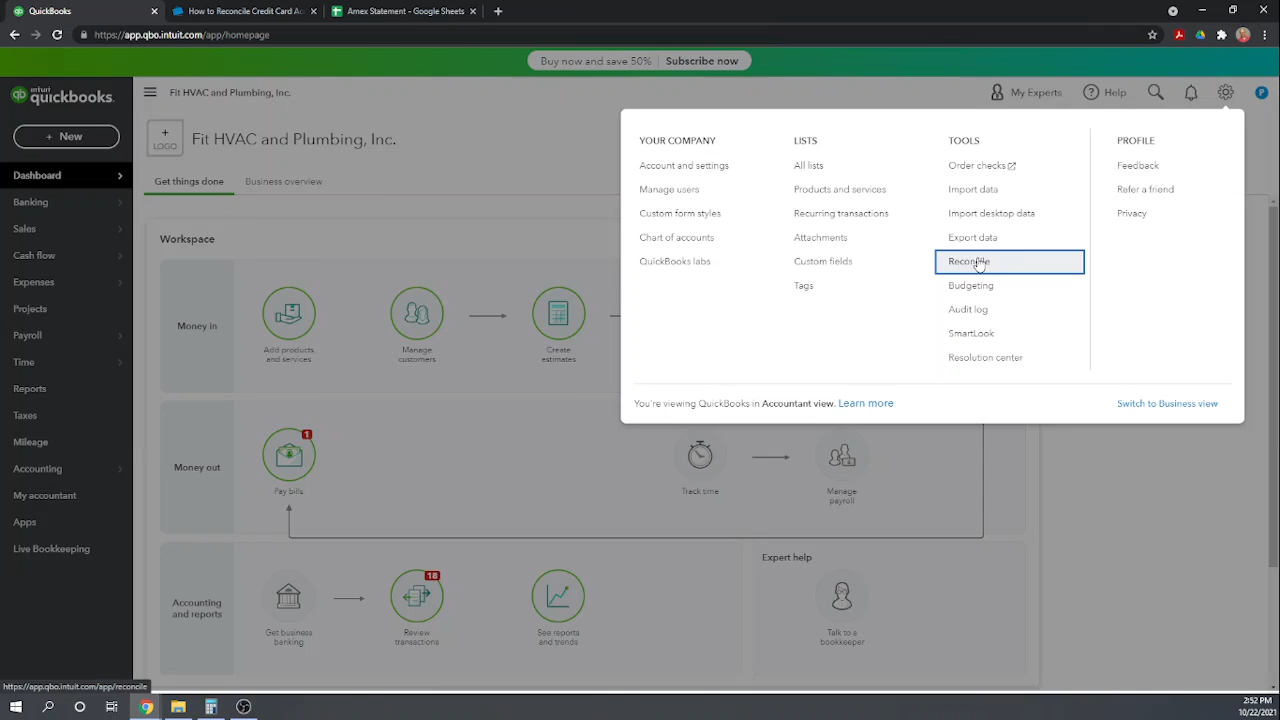 QuickBooks
How to Reconcile Credit Card Ac
Amex Statement - Google Sheets
https://app.qbo.intuit.com/app/homepage
Buy now and save 50%
Subscribe now
intuit
quickbooks.
Fit HVAC and Plumbing, Inc.
My Experts
Help
P
+ New
+
LOGO
Fit HVAC and Plumbing, Inc.
Get things done
Business overview
Dashboard
Banking
Sales
Cash flow
Expenses
Projects
Payroll
Time
Reports
Taxes
Mileage
Accounting
My accountant
Apps
Live Bookkeeping
YOUR COMPANY
Account and settings
Manage users
Custom form styles
Chart of accounts
QuickBooks labs
LISTS
All lists
Products and services
Recurring transactions
Attachments
Custom fields
Tags
TOOLS
Order checks
Import data
Import desktop data
Export data
Reconcile
Budgeting
Audit log
SmartLook
Resolution center
PROFILE
Feedback
Refer a friend
Privacy
You're viewing QuickBooks in Accountant view. Learn more
Switch to Business view
Workspace
Money in
Add products
and services
Manage
customers
Create
estimates
Money out
1
Pay bills
Track time
Manage
payroll
Accounting
and reports
Get business
banking
18
Review
transactions
See reports
and trends
Expert help
Talk to a
bookkeeper
https://app.qbo.intuit.com/app/reconcile
2:52 PM
10/22/2021